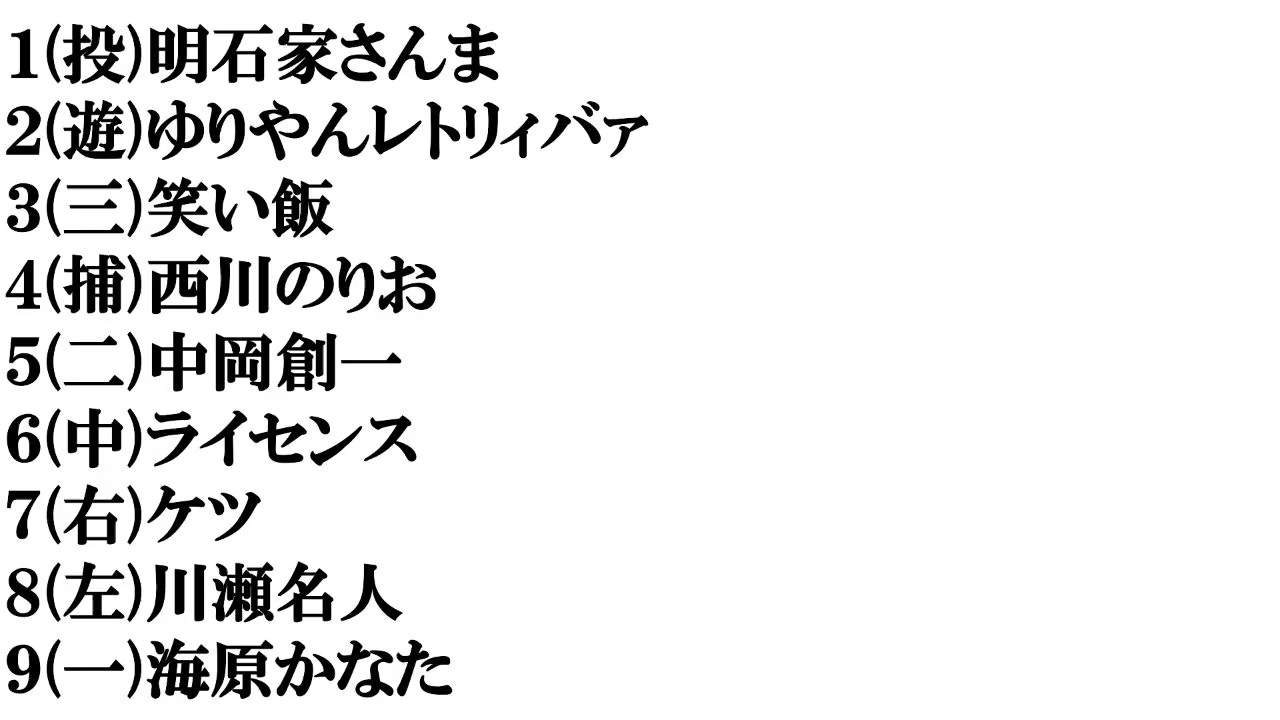 1(投)明石家さんま
2(遊)ゆりやんレトリィバァ
3(三)笑い飯
4(捕)西川のりお
5(二)中岡創一
6(中)ライセンス
7(右)ケツ
8(左)川瀬名人
9(一)海原かなた